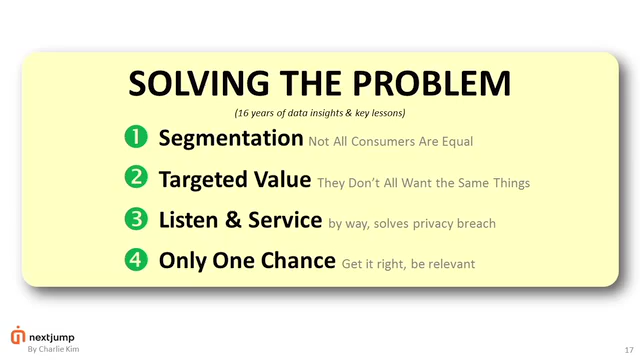 SOLVING THE PROBLEM
(16 years of data insights & key lessons)
1 Segmentation Not All Consumers Are Equal
2 Targeted Value They Don't All Want the Same Things
3 Listen & Service by way, solves privacy breach
4 Only One Chance Get it right, be relevant
nextjump
By Charlie Kim
17